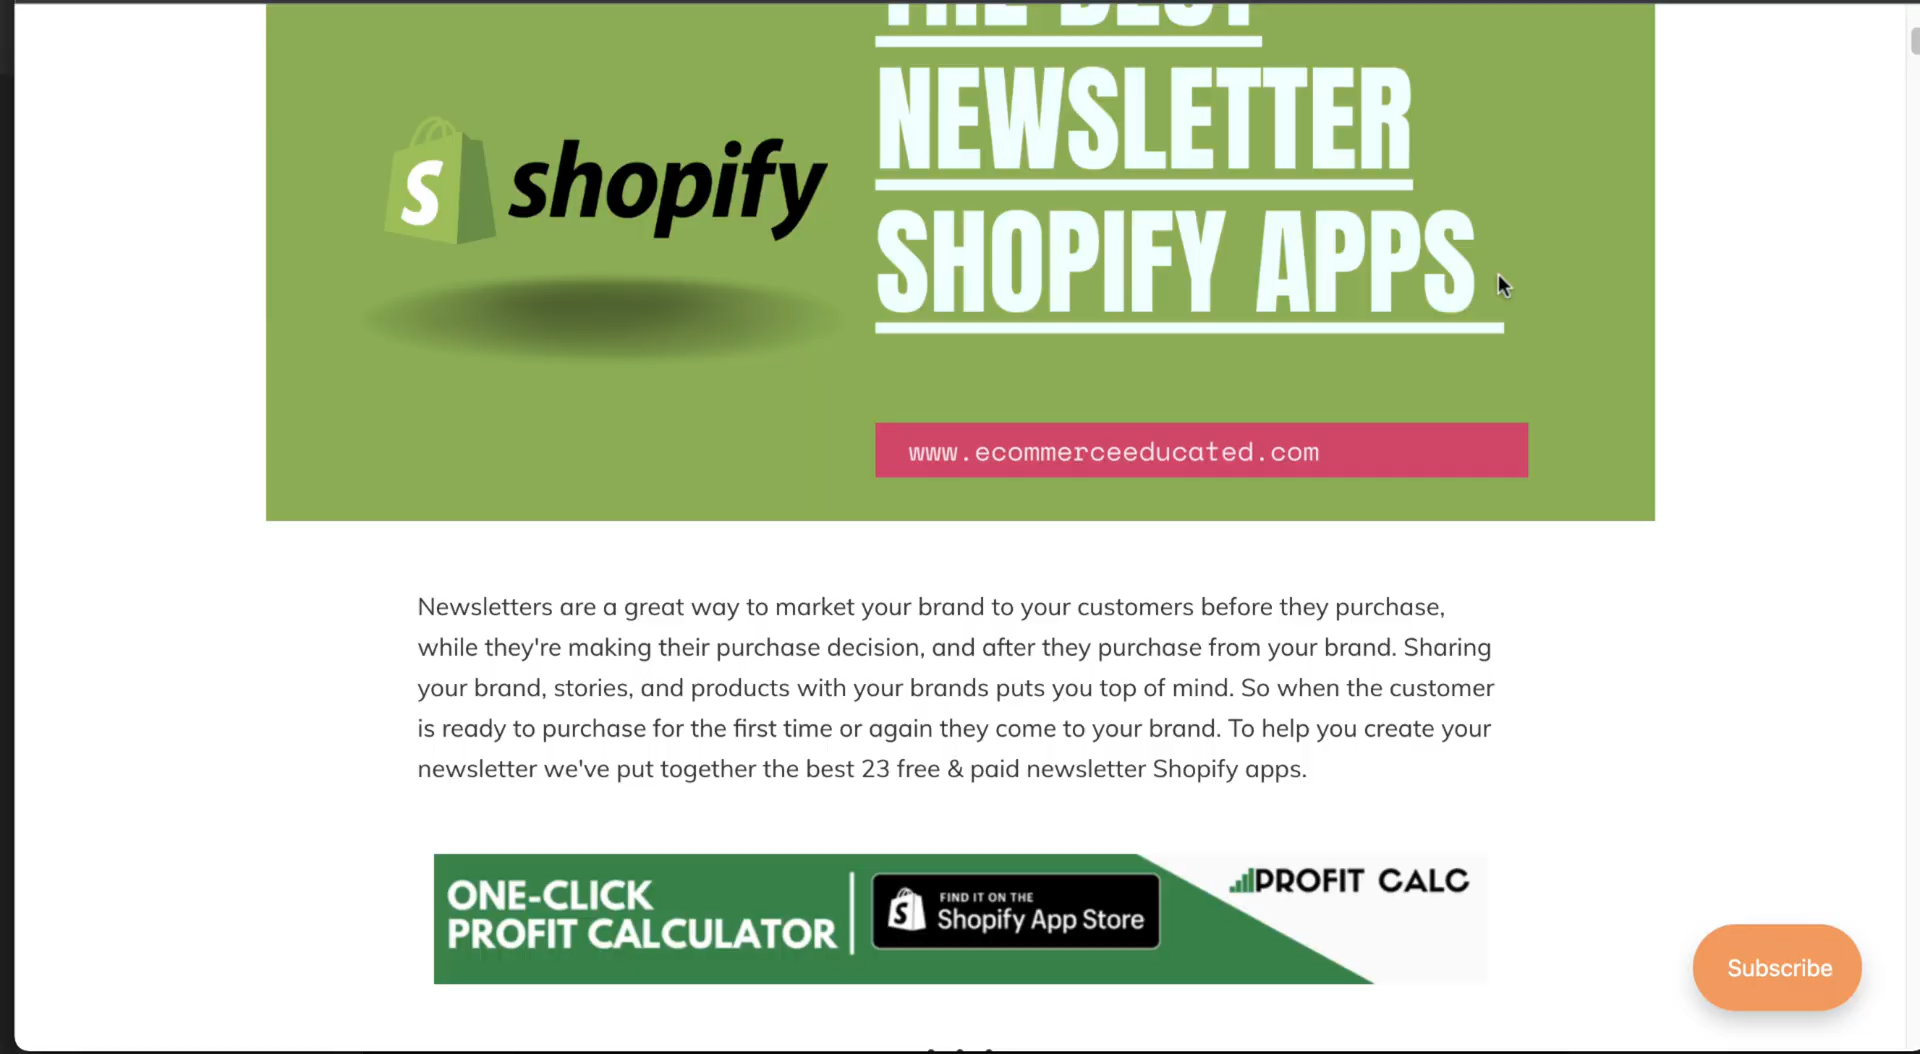 THE BEST
NEWSLETTER
SHOPIFY APPS
S shopify
www.ecommerceeducated.com
Newsletters are a great way to market your brand to your customers before they purchase,
while they're making their purchase decision, and after they purchase from your brand. Sharing
your brand, stories, and products with your brands puts you top of mind. So when the customer
is ready to purchase for the first time or again they come to your brand. To help you create your
newsletter we've put together the best 23 free & paid newsletter Shopify apps.
ONE-CLICK
PROFIT CALCULATOR
FIND IT ON THE
S Shopify App Store
PROFIT CALC
Subscribe